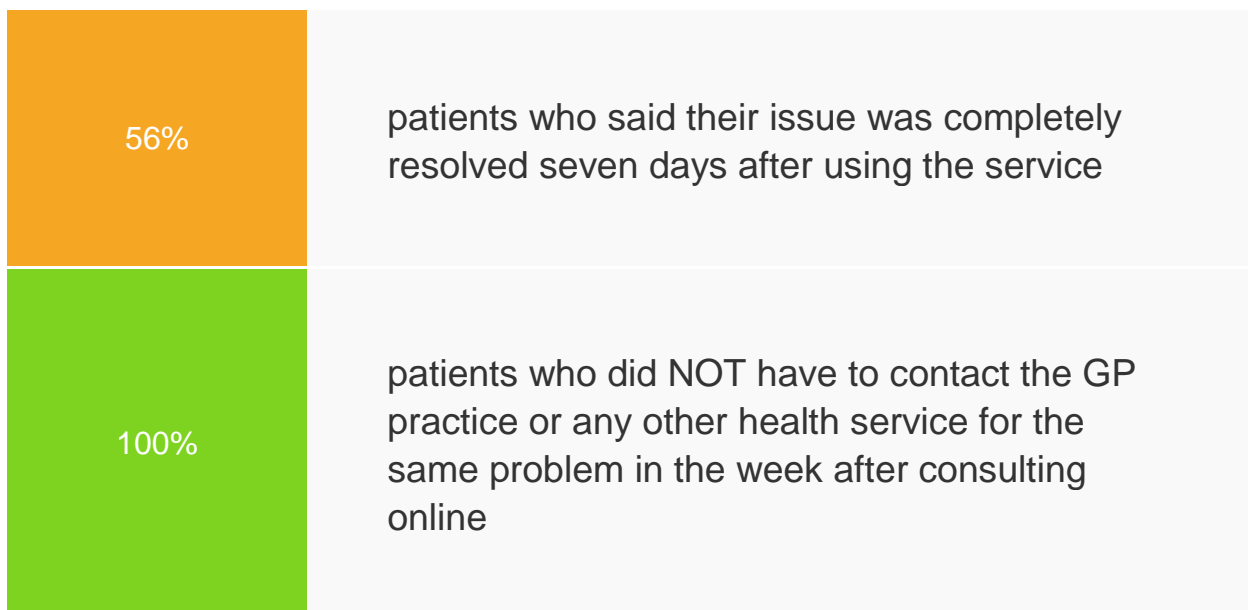 56%
patients who said their issue was completely
resolved seven days after using the service
100%
patients who did NOT have to contact the GP
practice or any other health service for the
same problem in the week after consulting
online